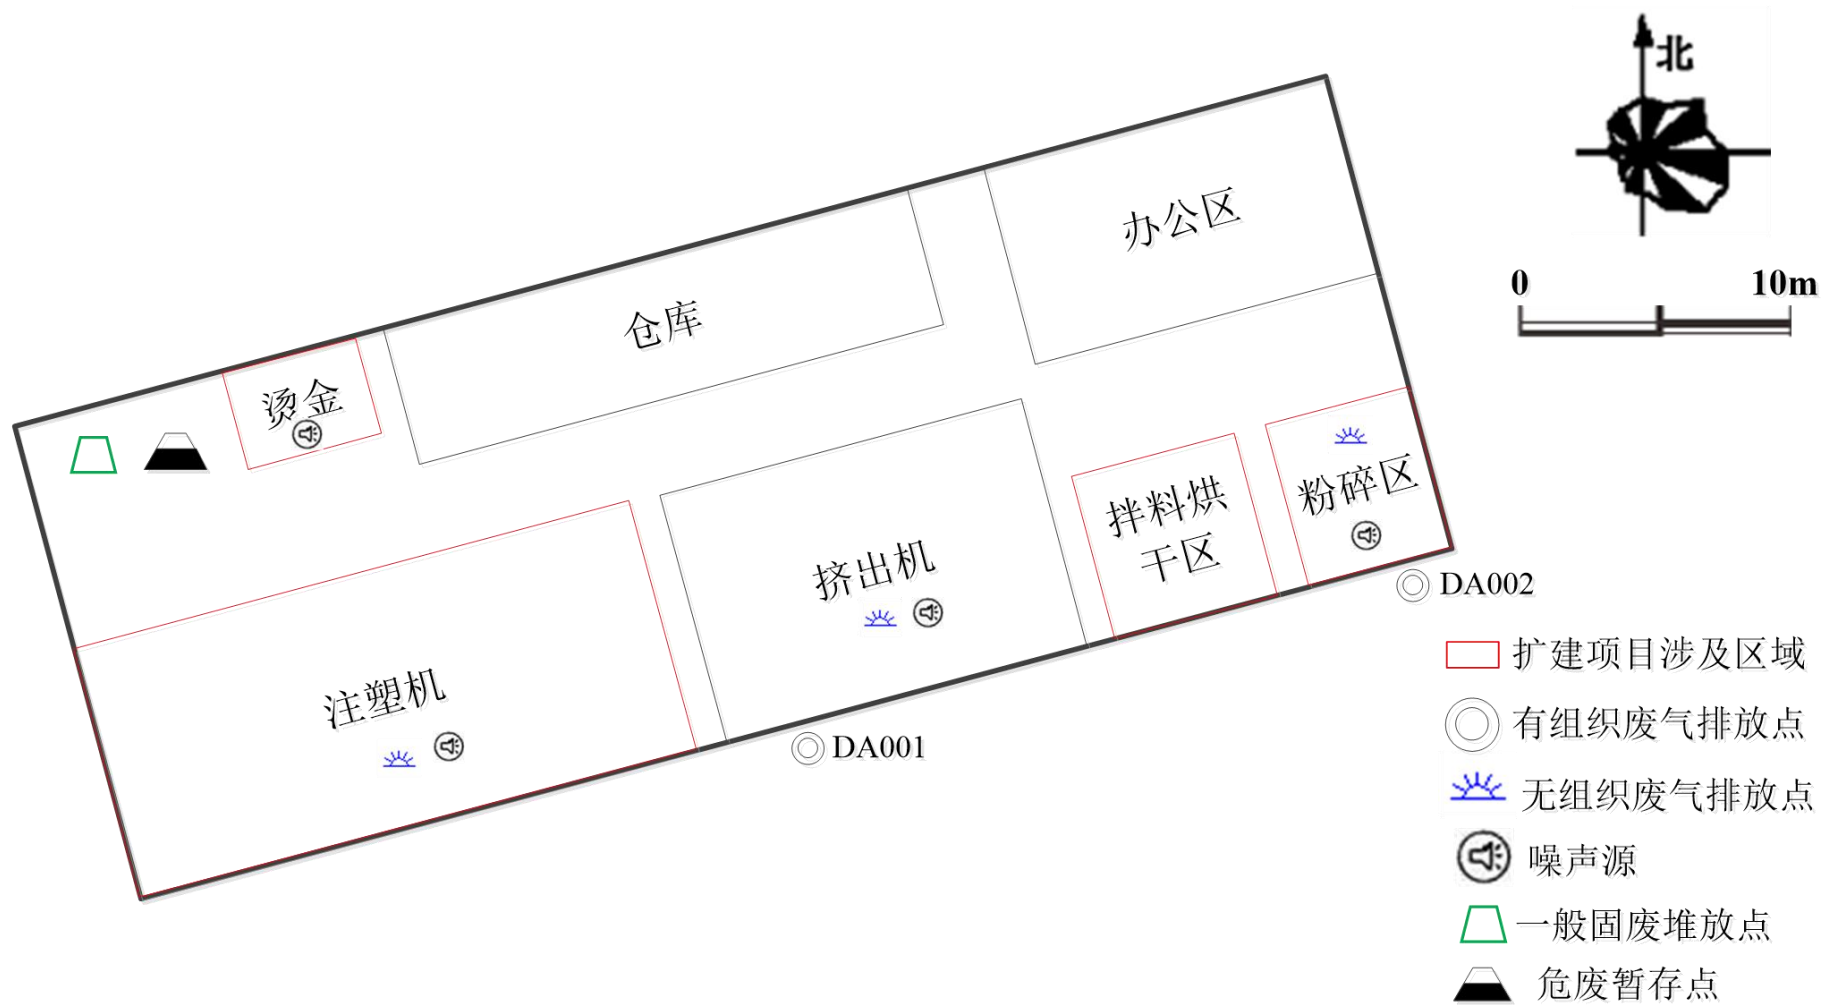 北
0 10m
办公区
仓库
烫金
拌料烘
干区
粉碎区
挤出机
注塑机
DA002
DA001
扩建项目涉及区域
有组织废气排放点
无组织废气排放点
噪声源
一般固废堆放点
危废暂存点